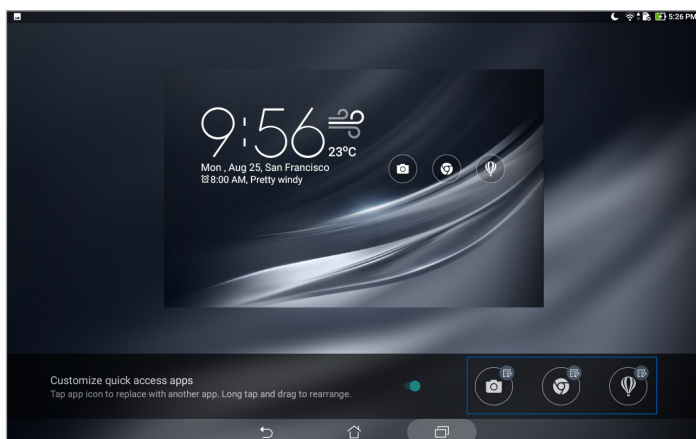 5:26 PM
9:56
23°C
Mon , Aug 25, San Francisco
8:00 AM, Pretty windy
Customize quick access apps
Tap app icon to replace with another app. Long tap and drag to rearrange.